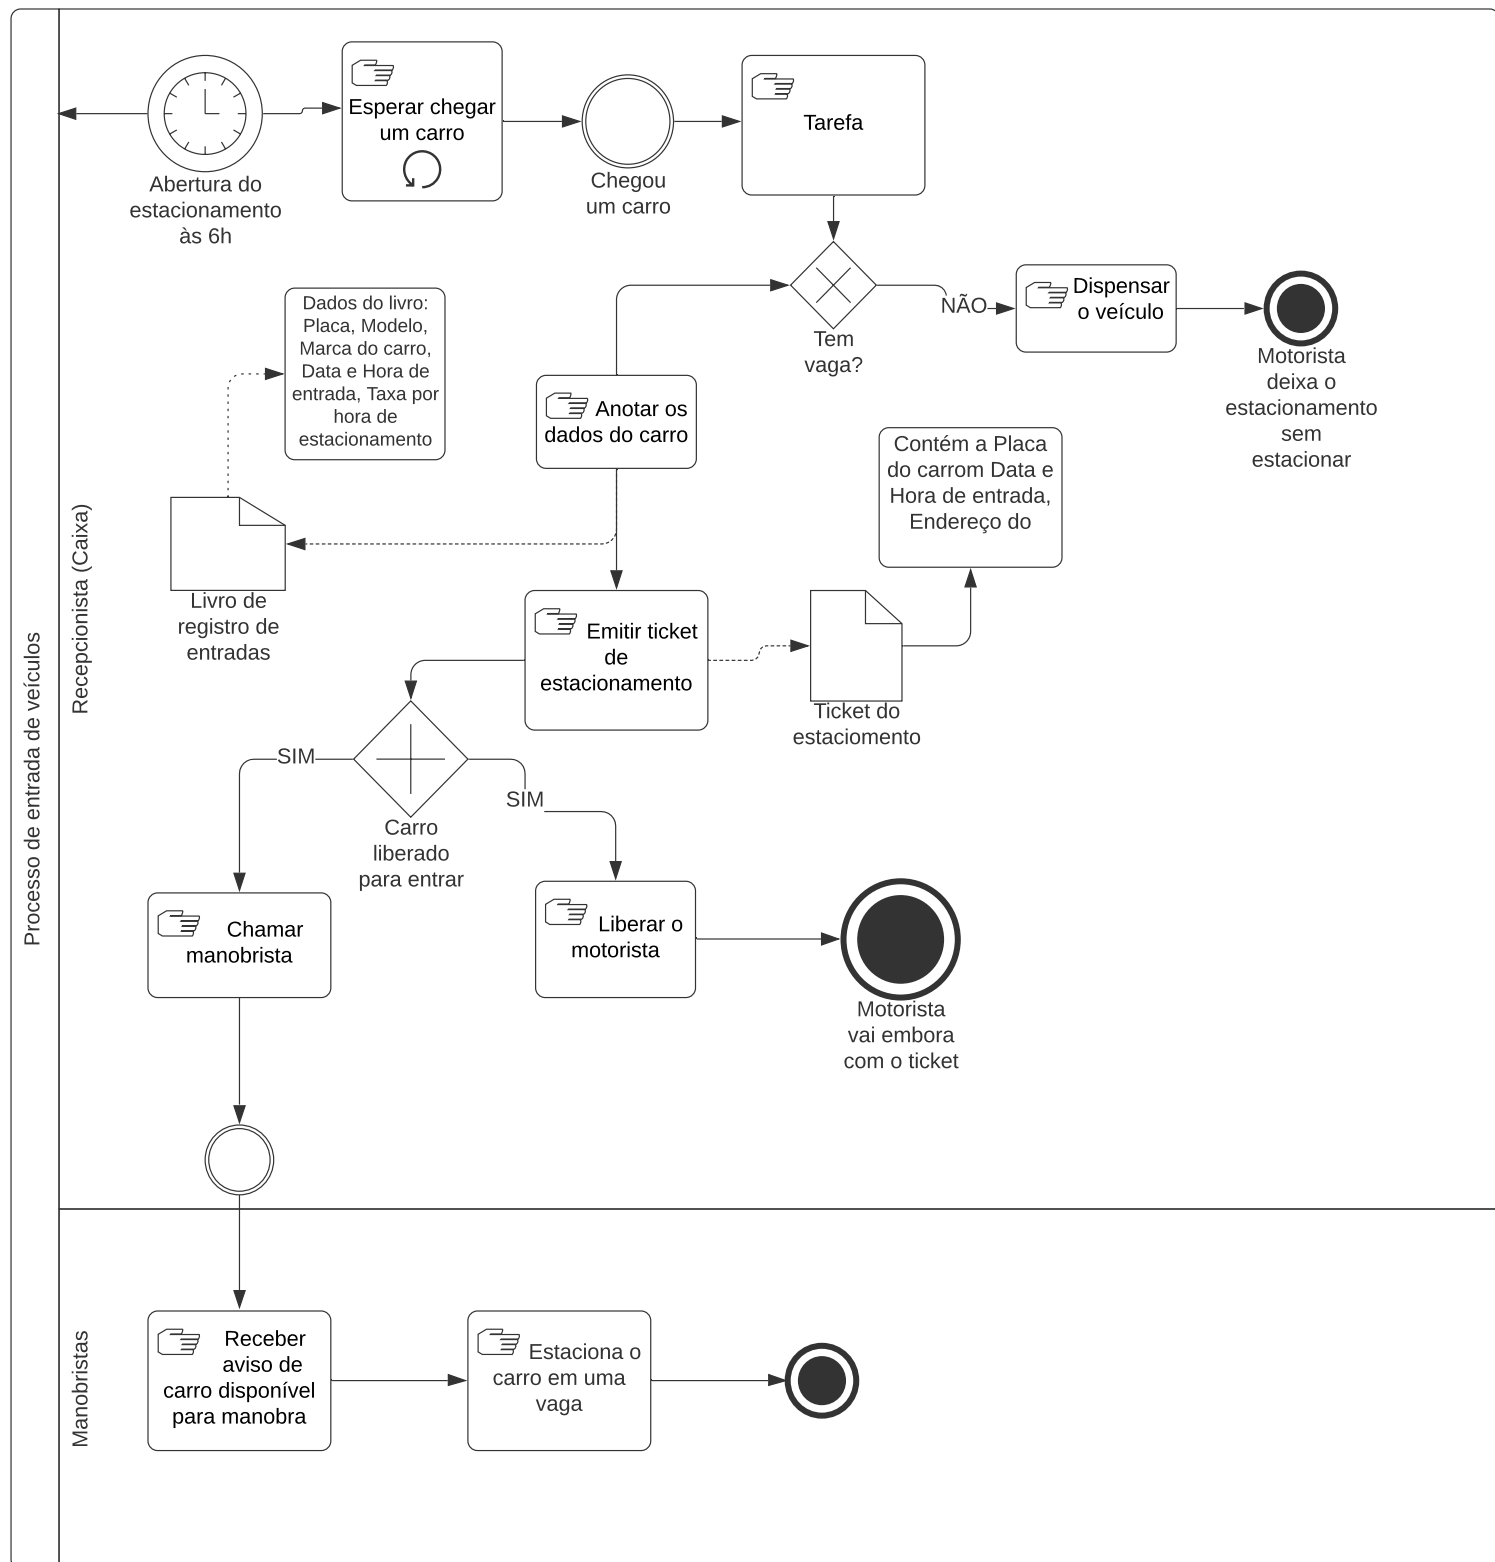 Processo de entrada de veículos
Recepcionista (Caixa)
Esperar chegar
um carro
Tarefa
Abertura do
estacionamento
às 6h
Chegou
um carro
NÃO
Dispensar
o veículo
Tem
vaga?
Motorista
deixa o
estacionamento
sem
estacionar
Dados do livro:
Placa, Modelo,
Marca do carro,
Data e Hora de
entrada, Taxa por
hora de
estacionamento
Anotar os
dados do carro
Contém a Placa
do carrom Data e
Hora de entrada,
Endereço do
Livro de
registro de
entradas
Emitir ticket
de
estacionamento
Ticket do
estaciomento
SIM
SIM
Carro
liberado
para entrar
Chamar
manobrista
Liberar o
motorista
Motorista
vai embora
com o ticket
Manobristas
Receber
aviso de
carro disponível
para manobra
Estaciona o
carro em uma
vaga